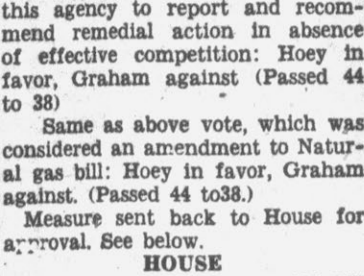 this agency to report and recom-
mend remedial action in absence
of effective competition: Hoey in
favor, Graham against (Passed 44
to 38)
Same as above vote, which was
considered an amendment to Natur-
al gas bill: Hoey in favor, Graham
against. (Passed 44 to38.)
Measure sent back to House for
approval. See below.
HOUSE